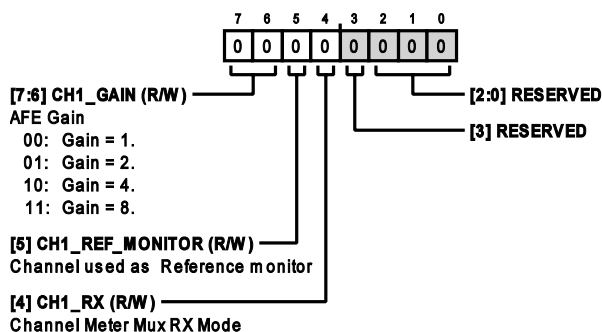 7 6 5 4 3 2 1 0
0 0 0 0 0 0 0 0
[7:6] CH1_GAIN (R/W)
AFE Gain
00: Gain = 1.
01: Gain = 2.
10: Gain = 4.
11: Gain = 8.
[5] CH1_REF_MONITOR (R/W)
Channel used as Reference monitor
[4] CH1_RX (R/W)
Channel Meter Mux RX Mode
[2:0] RESERVED
[3] RESERVED